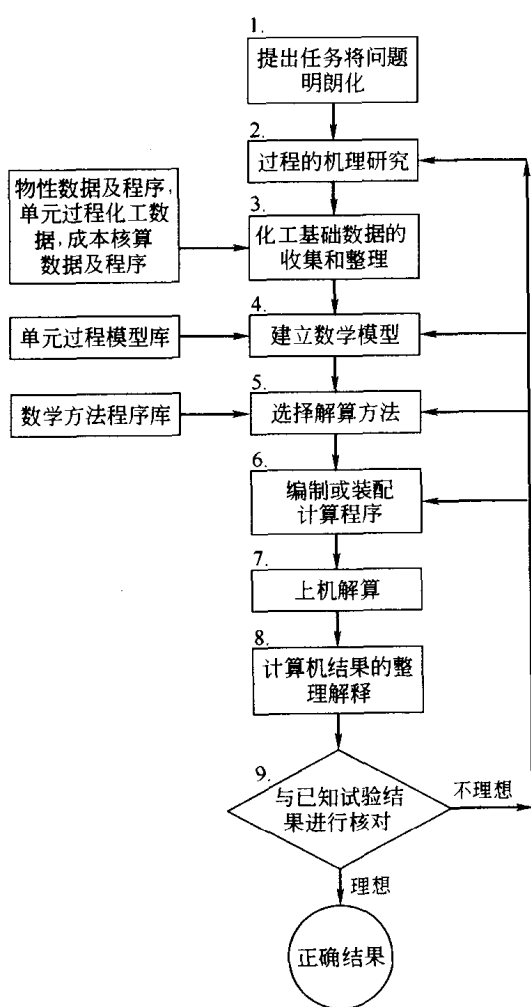 1.
提出任务将问题
明朗化
2.
过程的机理研究
物性数据及程序,
单元过程化工数
据,成本核算
数据及程序
3.
化工基础数据的
收集和整理
4.
单元过程模型库
建立数学模型
5.
数学方法程序库
选择解算方法
6.
编制或装配
计算程序
7.
上机解算
8.
计算机结果的整
理解释
9.
与已知试验结
果进行核对
不理想
理想
正确结果